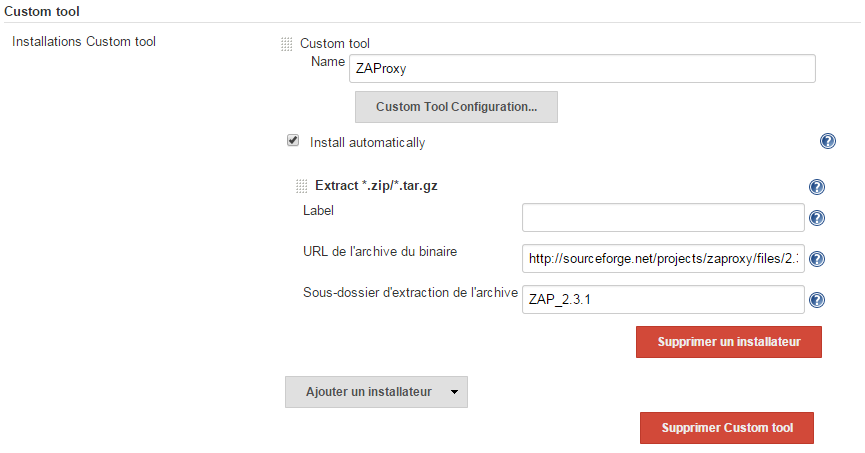 Custom tool
Installations Custom tool
Custom tool
Name
ZAProxy
Custom Tool Configuration...
Install automatically
Extract *.zip/*.tar.gz
Label
URL de l'archive du binaire
http://sourceforge.net/projects/zaproxy/files/2.3
Sous-dossier d'extraction de l'archive
ZAP_2.3.1
Supprimer un installateur
Ajouter un installateur
Supprimer Custom tool